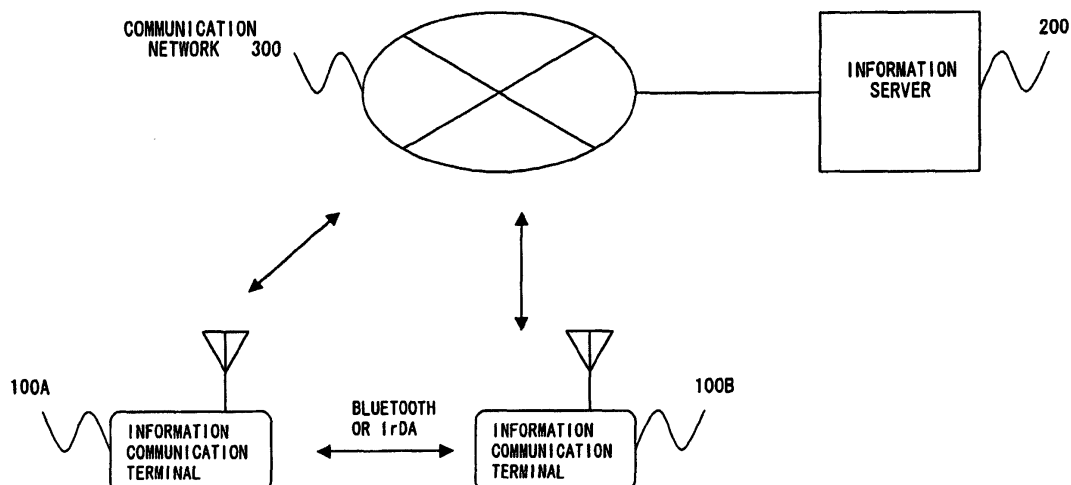 COMMUNICATION
NETWORK 300
INFORMATION
SERVER
200
100A
INFORMATION
COMMUNICATION
TERMINAL
BLUETOOTH
OR IrDA
INFORMATION
COMMUNICATION
TERMINAL
100B